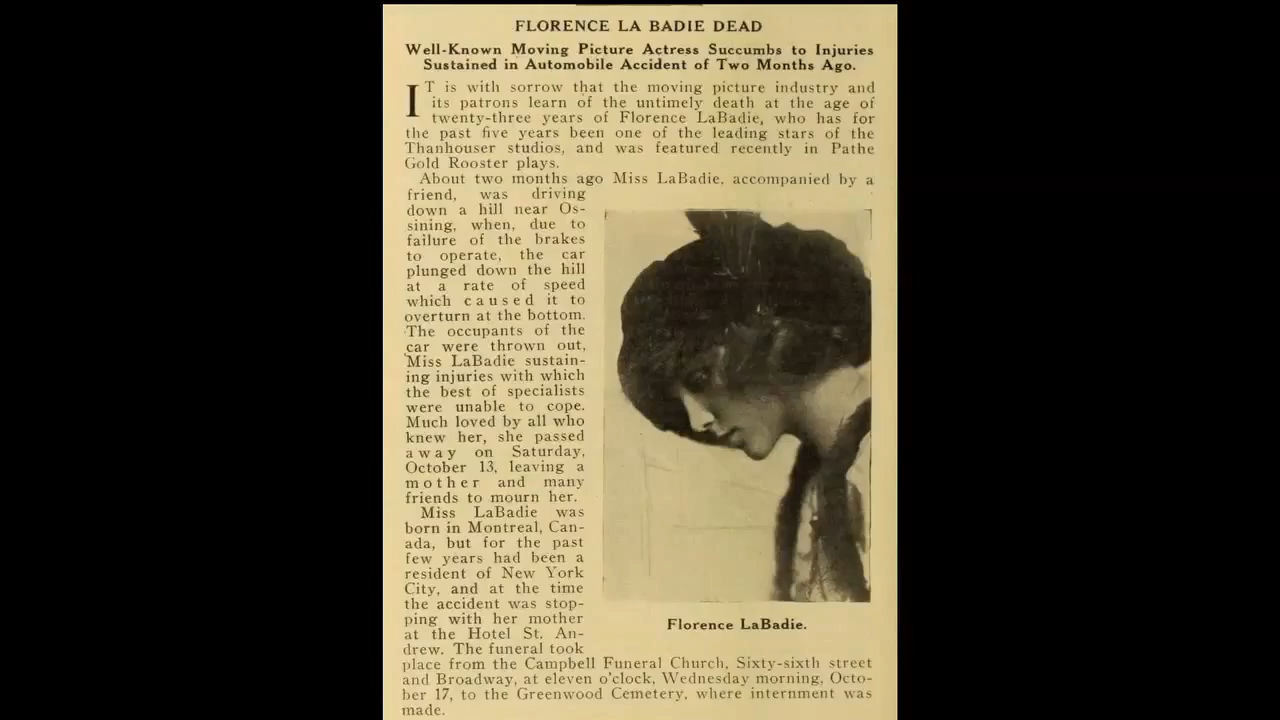 FLORENCE LA BADIE DEAD
Well-Known Moving Picture Actress Succumbs to Injuries
Sustained in Automobile Accident of Two Months Ago.
IT is with sorrow that the moving picture industry and
its patrons learn of the untimely death at the age of
twenty-three years of Florence LaBadie, who has for
the past five years been one of the leading stars of the
Thanhouser studios, and was featured recently in Pathe
Gold Rooster plays.
About two months ago Miss LaBadie, accompanied by a
friend, was driving
down a hill near Os-
sining, when, due to
failure of the brakes
to operate, the car
plunged down the hill
at a rate of speed
which caused it to
overturn at the bottom.
The occupants of the
car were thrown out,
Miss LaBadie sustain-
ing injuries with which
the best of specialists
were unable to cope.
Much loved by all who
knew her, she passed
away on Saturday,
October 13, leaving a
mother and many
friends to mourn her.
Miss LaBadie was
born in Montreal, Can-
ada, but for the past
few years had been a
resident of New York
City, and at the time
the accident was stop-
ping with her mother
at the Hotel St. An-
drew. The funeral took
place from the Campbell Funeral Church, Sixty-sixth street
and Broadway, at eleven o'clock, Wednesday morning, Octo-
ber 17, to the Greenwood Cemetery, where internment was
made.
Florence LaBadie.